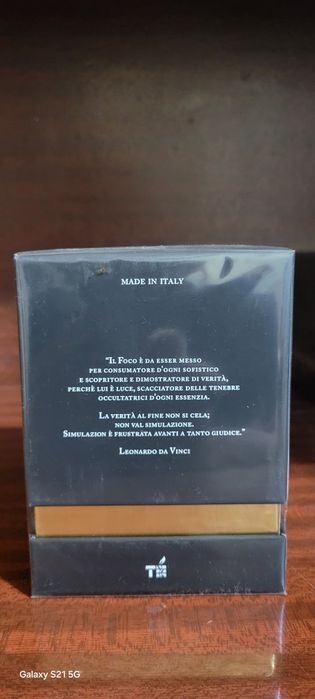 MADE IN ITALY
"Il Foco è da esser messo
per consumatore d'ogni sofistico
e scopritore e dimostratore di verità,
perchè lui è luce, scacciatore delle tenebre
occultatrici d'ogni essenzia.
La verità al fine non si cela;
non val simulazione.
Simulazion è frustrata avanti a tanto giudice."
Leonardo da Vinci
Galaxy S21 5G